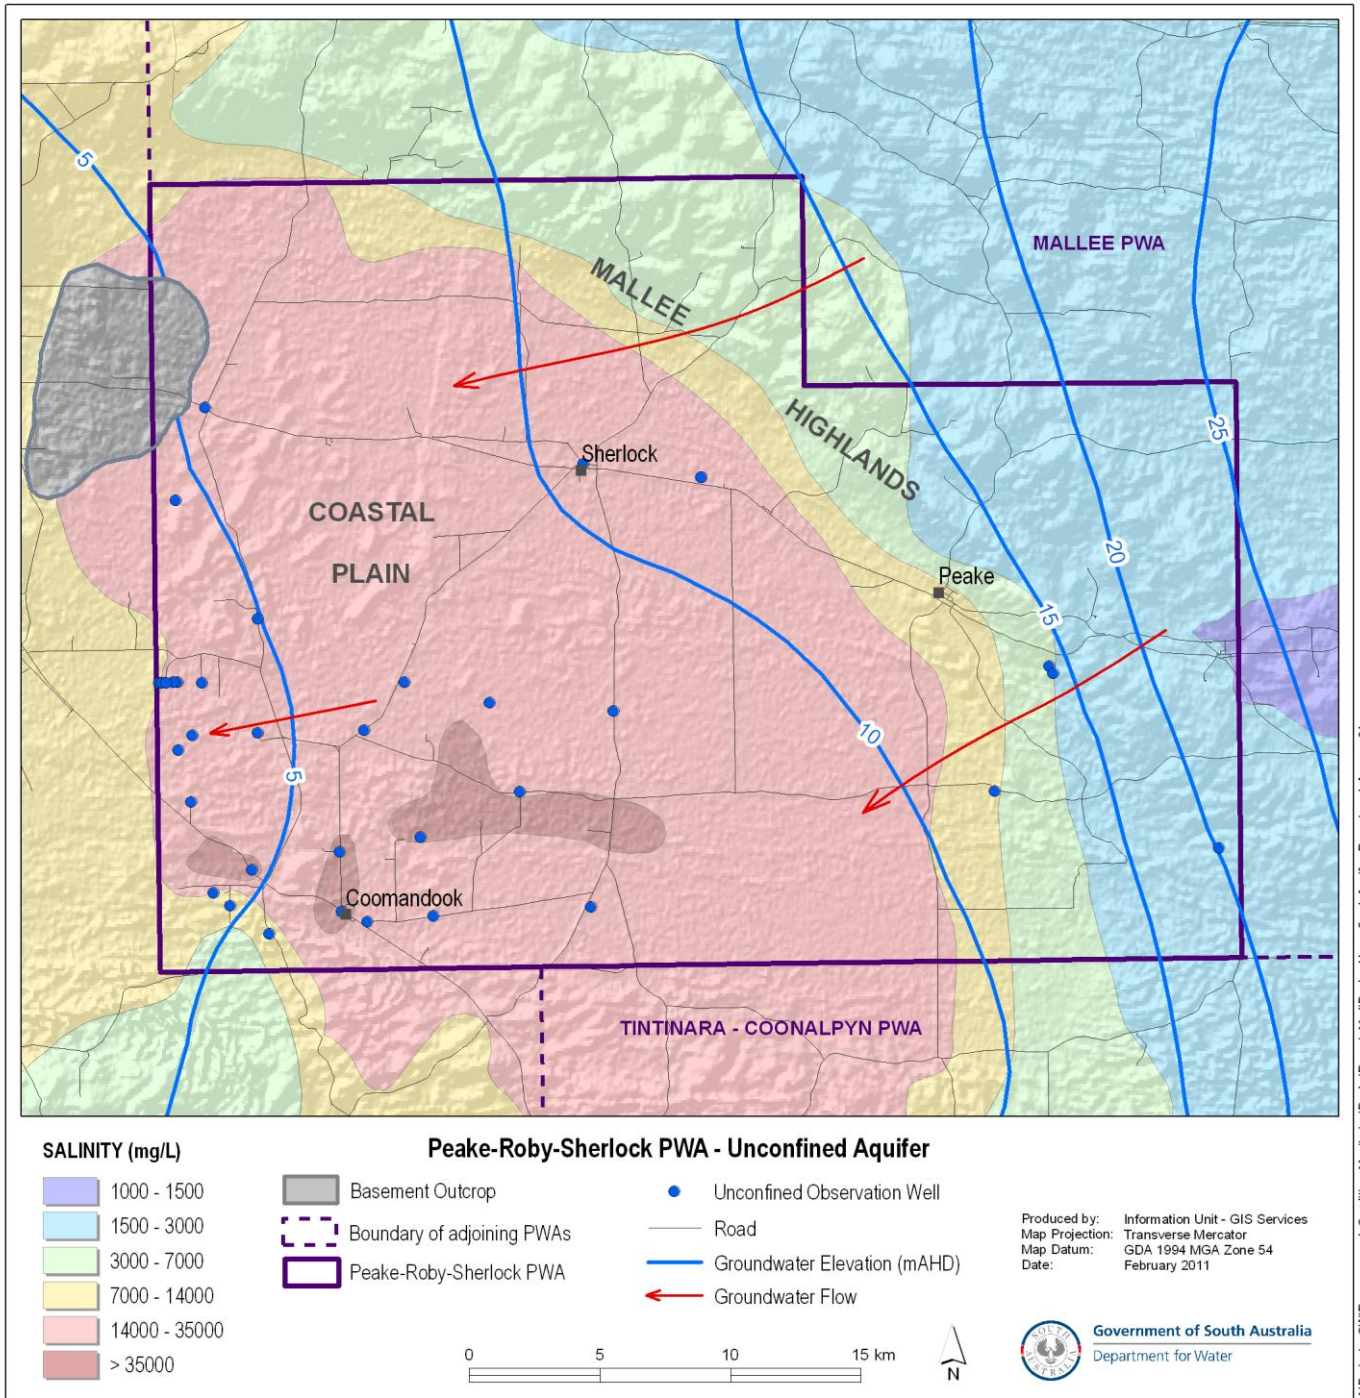 5
MALLEE PWA
MALLEE
HIGHLANDS
25
Sherlock
COASTAL
PLAIN
20
Peake
15
10
5
Coomandook
TINTINARA - COONALPYN PWA
SALINITY (mg/L)
1000 - 1500
1500 - 3000
3000 - 7000
7000 - 14000
14000 - 35000
> 35000
Peake-Roby-Sherlock PWA - Unconfined Aquifer
Basement Outcrop
Boundary of adjoining PWAs
Peake-Roby-Sherlock PWA
Unconfined Observation Well
Road
Groundwater Elevation (mAHD)
Groundwater Flow
0 5 10 15 km
N
Produced by: Information Unit - GIS Services
Map Projection: Transverse Mercator
Map Datum: GDA 1994 MGA Zone 54
Date: February 2011
SOUTH AUSTRALIA
Government of South Australia
Department for Water